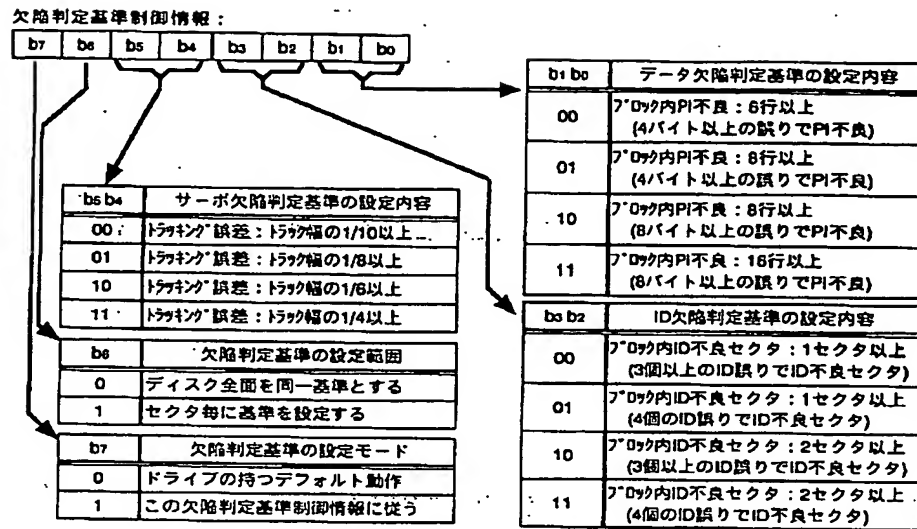 欠陥判定基準制御情報：
b7 b6 b5 b4 b3 b2 b1 b0
b1 b0 データ欠陥判定基準の設定内容
00 ブロック内PI不良：6行以上
(4バイト以上の誤りでPI不良)
01 ブロック内PI不良：8行以上
(4バイト以上の誤りでPI不良)
10 ブロック内PI不良：8行以上
(8バイト以上の誤りでPI不良)
11 ブロック内PI不良：16行以上
(8バイト以上の誤りでPI不良)
b5 b4 サーボ欠陥判定基準の設定内容
00 トラッキング誤差：トラック幅の1/10以上
01 トラッキング誤差：トラック幅の1/8以上
10 トラッキング誤差：トラック幅の1/6以上
11 トラッキング誤差：トラック幅の1/4以上
b3 b2 ID欠陥判定基準の設定内容
00 ブロック内ID不良セクタ：1セクタ以上
(3個以上のID誤りでID不良セクタ)
01 ブロック内ID不良セクタ：1セクタ以上
(4個のID誤りでID不良セクタ)
10 ブロック内ID不良セクタ：2セクタ以上
(3個以上のID誤りでID不良セクタ)
11 ブロック内ID不良セクタ：2セクタ以上
(4個のID誤りでID不良セクタ)
b6 欠陥判定基準の設定範囲
0 ディスク全面を同一基準とする
1 セクタ毎に基準を設定する
b7 欠陥判定基準の設定モード
0 ドライブの持つデフォルト動作
1 この欠陥判定基準制御情報に従う